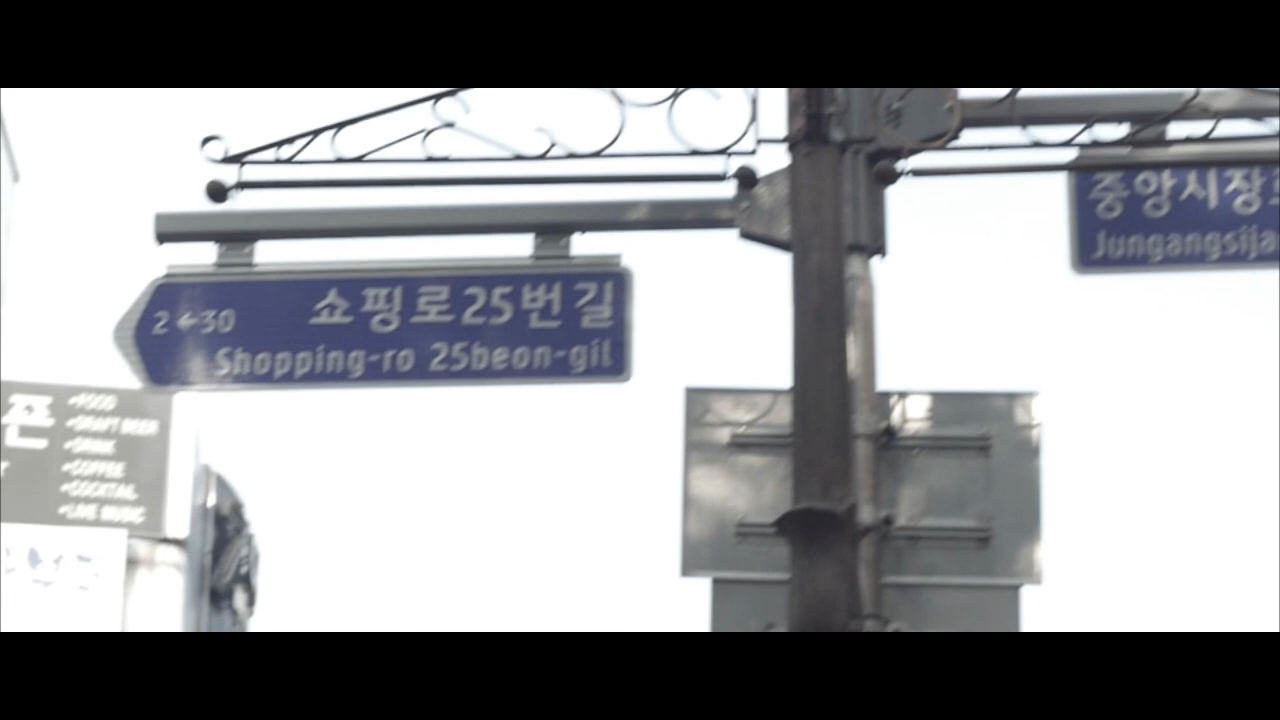 2 ← 30 쇼핑로25번길
Shopping-ro 25beon-gil
중앙시장
Jungangsija
•FOOD
•DRAFT BEER
•DRINK
•COFFEE
•COCKTAIL
•LIVE MUSIC